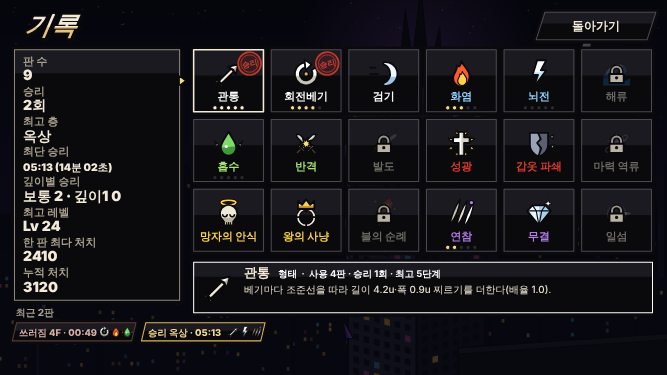 기록
돌아가기
판 수
9
승리
2회
최고 층
옥상
최단 승리
05:13 (14분 02초)
깊이별 승리
보통 2 · 깊이1 0
최고 레벨
Lv 24
한 판 최다 처치
2410
누적 처치
3120
승리
관통
승리
회전베기
검기
화염
뇌전
해류
흡수
반격
발도
성광
갑옷 파쇄
마력 역류
망자의 안식
왕의 사냥
불의 순례
연참
무결
일섬
관통 형태 · 사용 4판 · 승리 1회 · 최고 5단계
베기마다 조준선을 따라 길이 4.2u·폭 0.9u 찌르기를 더한다(배율 1.0).
최근 2판
쓰러짐 4F · 00:49
승리 옥상 · 05:13